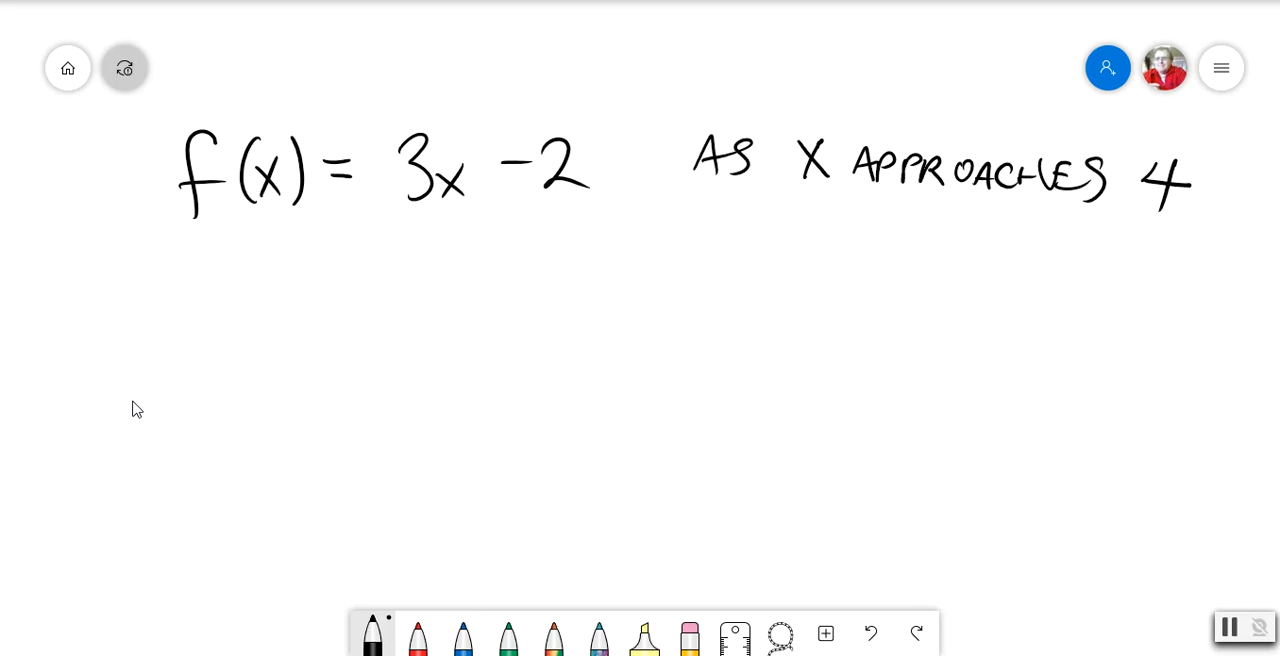 f(x) = 3x - 2 AS X APPROACHES 4